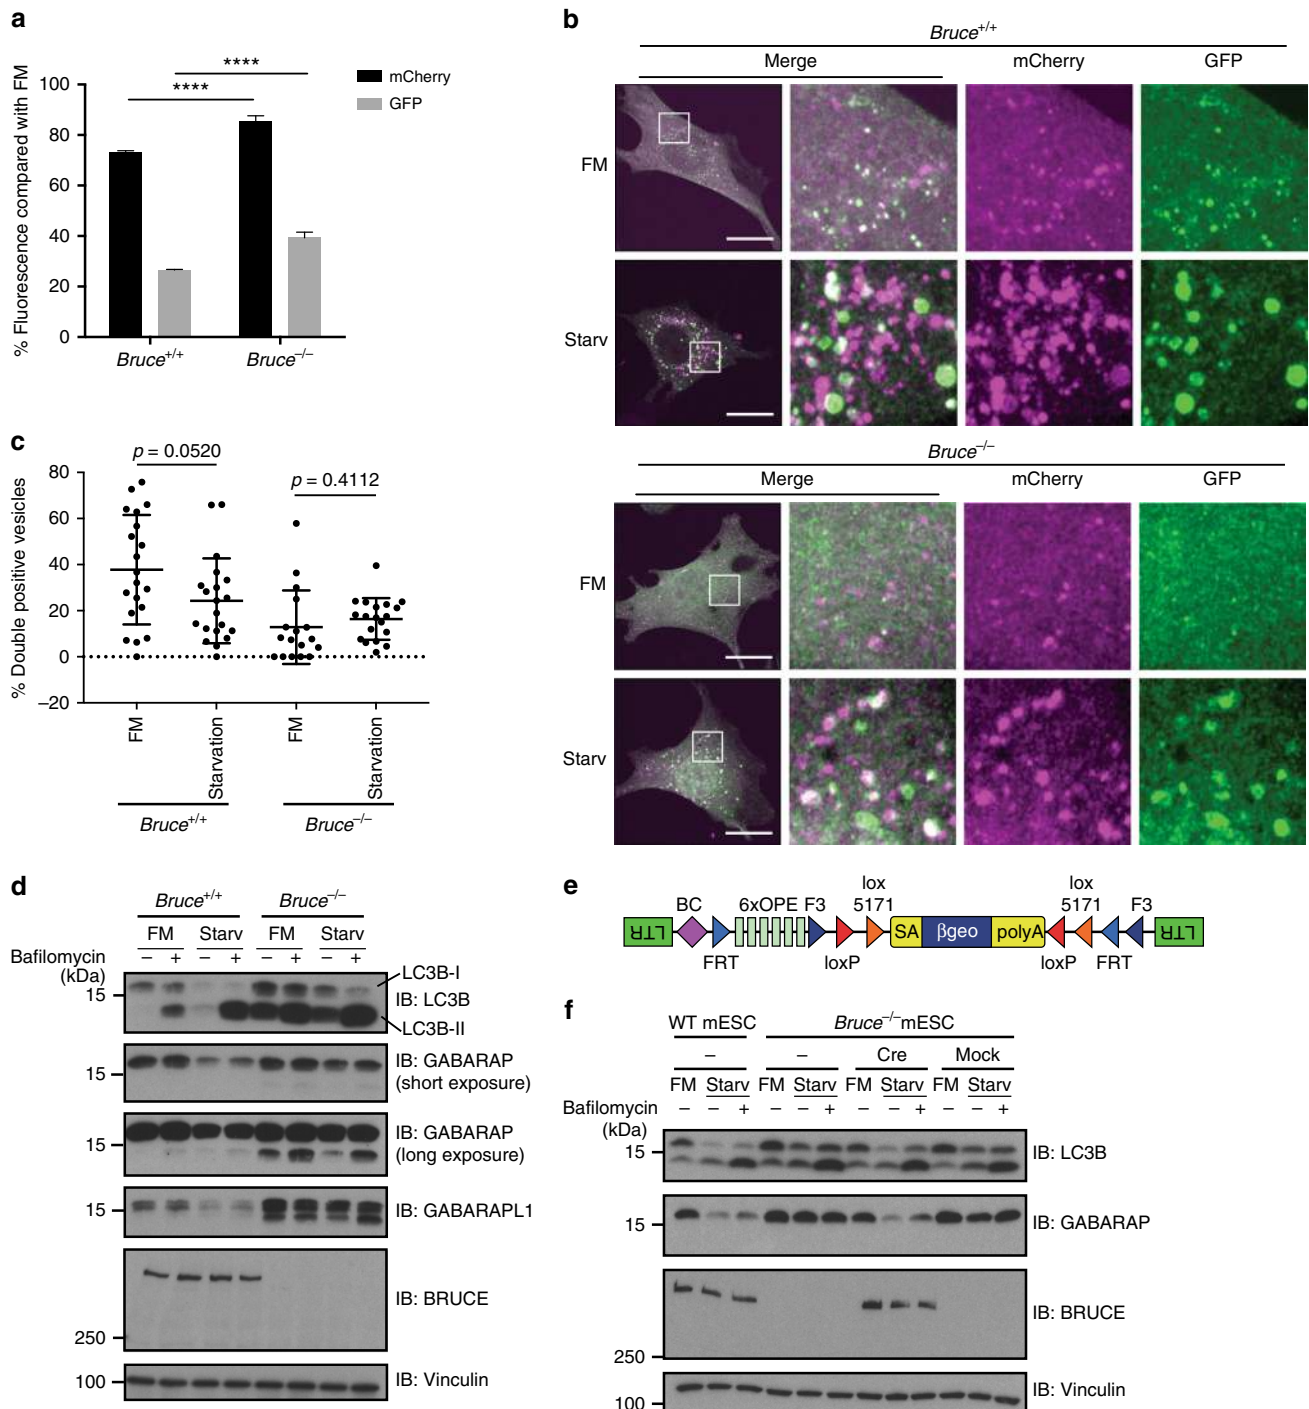 a
% Fluorescence compared with FM
100
80
60
40
20
0
****
****
mCherry
GFP
Bruce+/+
Bruce–/–
b
Bruce+/+
Merge
mCherry
GFP
FM
Starv
Bruce–/–
Merge
mCherry
GFP
FM
Starv
c
% Double positive vesicles
80
60
40
20
0
–20
p = 0.0520
p = 0.4112
FM
Starvation
FM
Starvation
Bruce+/+
Bruce–/–
d
Bruce+/+
Bruce–/–
FM
Starv
FM
Starv
Bafilomycin – + – + – + – +
(kDa)
15
LC3B-I
IB: LC3B
LC3B-II
15
IB: GABARAP
(short exposure)
15
IB: GABARAP
(long exposure)
15
IB: GABARAPL1
IB: BRUCE
250
100
IB: Vinculin
e
lox
lox
BC
6xOPE
F3
5171
5171
F3
LTR
SA
βgeo
polyA
LTR
FRT
loxP
loxP
FRT
f
WT mESC
Bruce–/–mESC
–
–
Cre
Mock
FM Starv FM Starv FM Starv FM Starv
Bafilomycin – – + – – + – – + – – +
(kDa)
15
IB: LC3B
15
IB: GABARAP
IB: BRUCE
250
IB: Vinculin
100